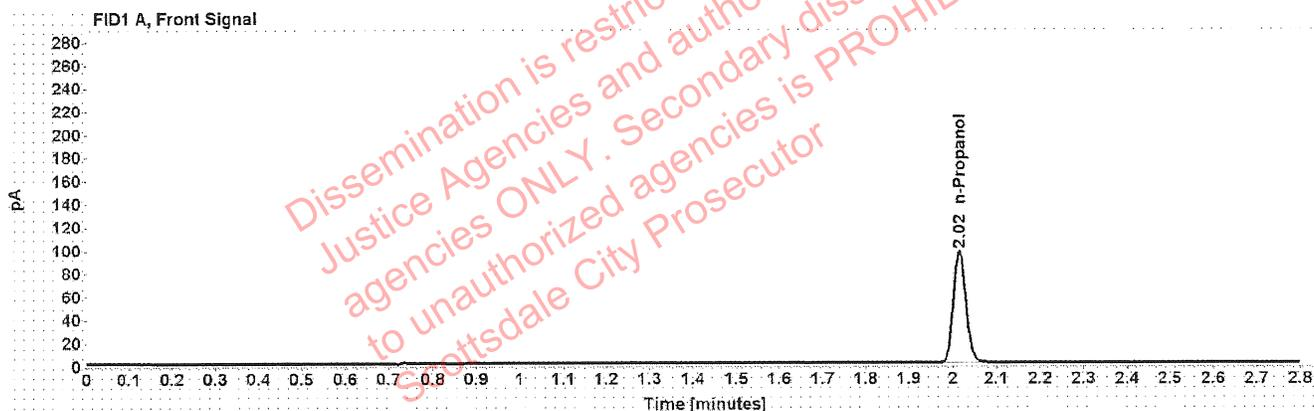 FID1 A, Front Signal
Dissemination is restric
Justice Agencies and autho
agencies ONLY. Secondary diss
to unauthorized agencies is PROHIB
Scottsdale City Prosecutor
pA
280
260
240
220
200
180
160
140
120
100
80
60
40
20
0
2.02 n-Propanol
0 0.1 0.2 0.3 0.4 0.5 0.6 0.7 0.8 0.9 1 1.1 1.2 1.3 1.4 1.5 1.6 1.7 1.8 1.9 2 2.1 2.2 2.3 2.4 2.5 2.6 2.7 2.8
Time [minutes]